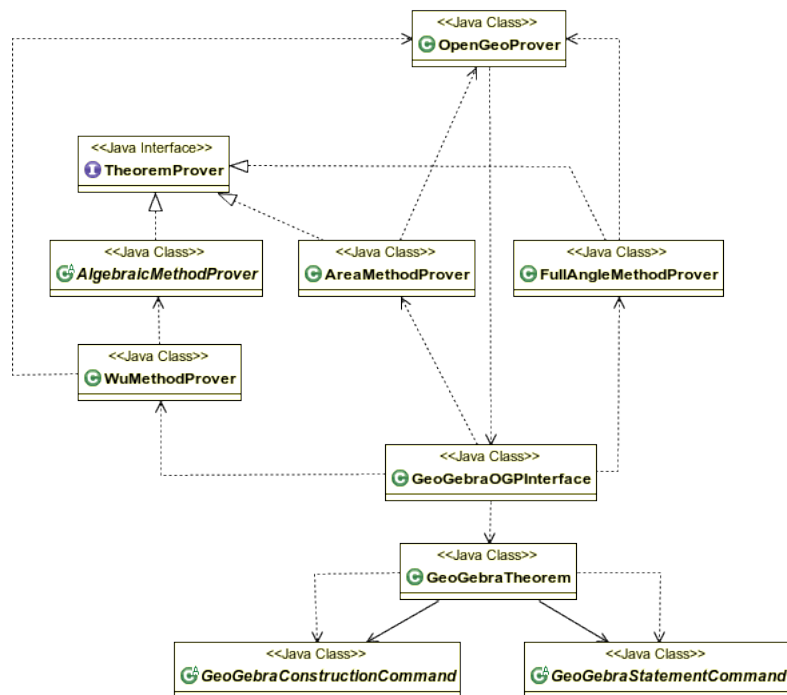 <<Java Class>>
C OpenGeoProver
<<Java Interface>>
I TheoremProver
<<Java Class>>
C A AlgebraicMethodProver
<<Java Class>>
C AreaMethodProver
<<Java Class>>
C FullAngleMethodProver
<<Java Class>>
C WuMethodProver
<<Java Class>>
C GeoGebraOGPInterface
<<Java Class>>
C GeoGebraTheorem
<<Java Class>>
C A GeoGebraConstructionCommand
<<Java Class>>
C A GeoGebraStatementCommand